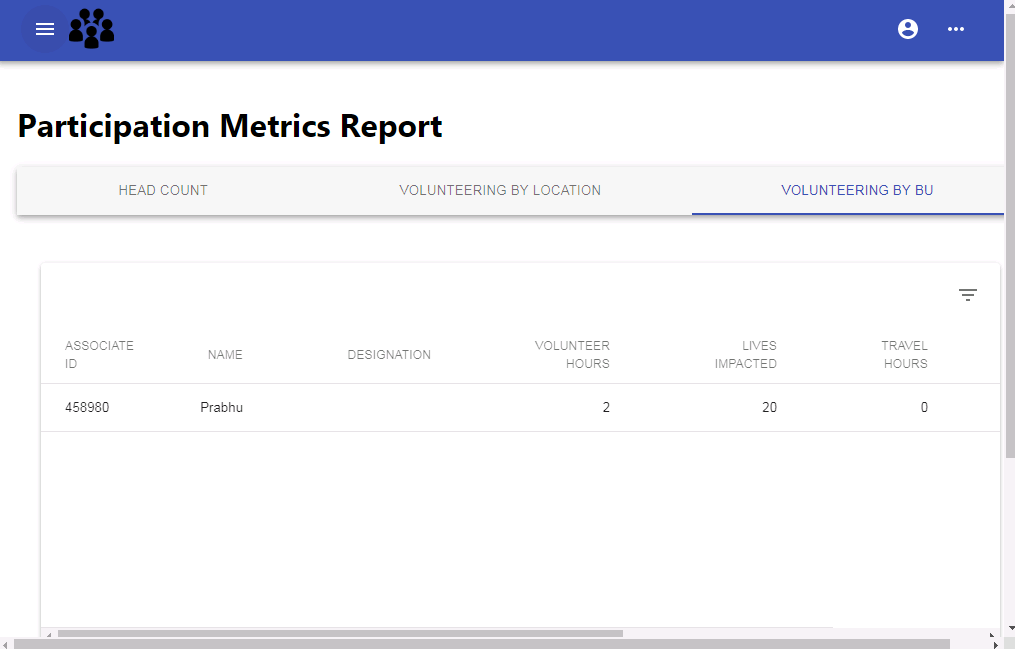 Participation Metrics Report
HEAD COUNT VOLUNTEERING BY LOCATION VOLUNTEERING BY BU
ASSOCIATE ID NAME DESIGNATION VOLUNTEER HOURS LIVES IMPACTED TRAVEL HOURS
458980 Prabhu 2 20 0